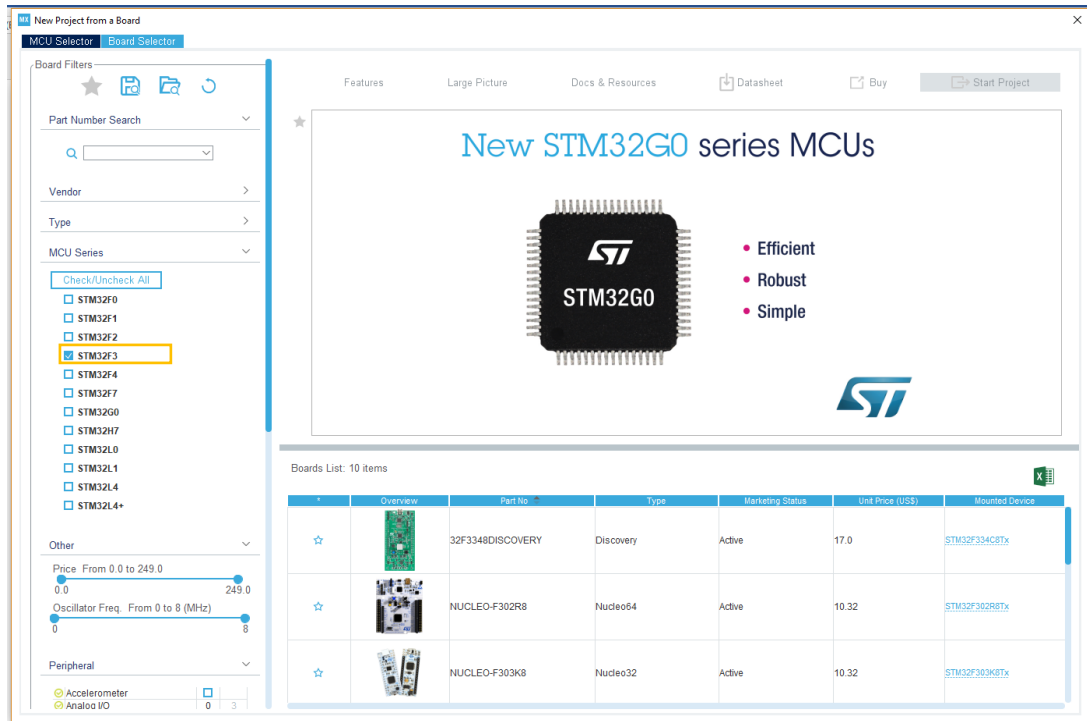 MX New Project from a Board
MCU Selector Board Selector
Board Filters
Part Number Search
Vendor
Type
MCU Series
Check/Uncheck All
STM32F0
STM32F1
STM32F2
STM32F3
STM32F4
STM32F7
STM32G0
STM32H7
STM32L0
STM32L1
STM32L4
STM32L4+
Other
Price From 0.0 to 249.0
0.0 249.0
Oscillator Freq. From 0 to 8 (MHz)
0 8
Peripheral
Accelerometer
Analog I/O 0 3
Features Large Picture Docs & Resources Datasheet Buy Start Project
New STM32G0 series MCUs
ST
STM32G0
• Efficient
• Robust
• Simple
ST
Boards List: 10 items
* Overview Part No Type Marketing Status Unit Price (US$) Mounted Device
32F3348DISCOVERY Discovery Active 17.0 STM32F334C8Tx
NUCLEO-F302R8 Nucleo64 Active 10.32 STM32F302R8Tx
NUCLEO-F303K8 Nucleo32 Active 10.32 STM32F303K8Tx